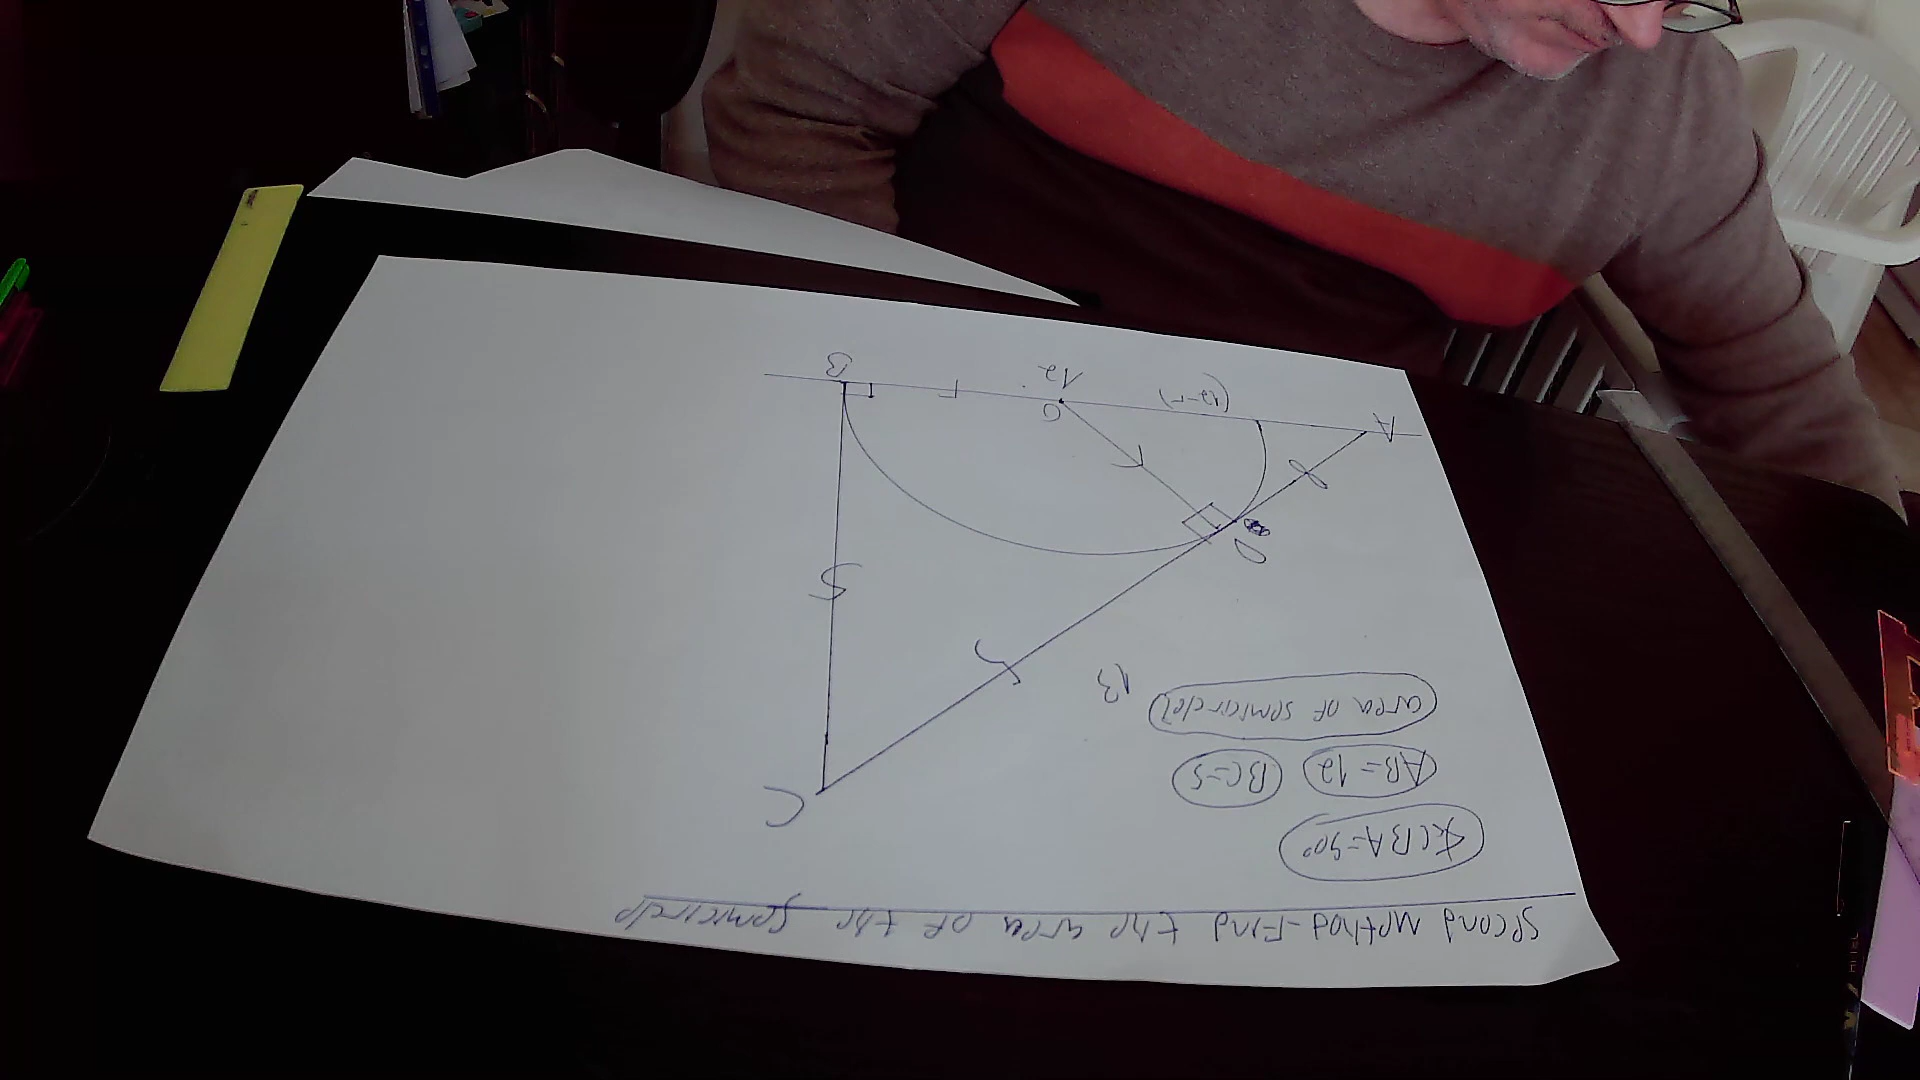 Second Method-Find the area of the semicircle
∢CBA=90°
AB=12 BC=5
area of semicircle?
C
13
5
5
D
8
A
O
B
(12-r)
12
r
r